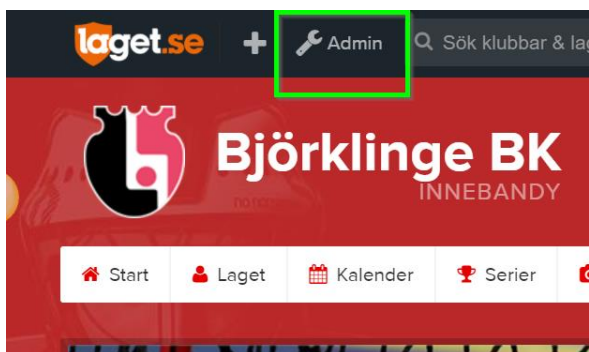 laget.se + Admin Sök klubbar & lag
Björklinge BK
INNEBANDY
Start Laget Kalender Serier